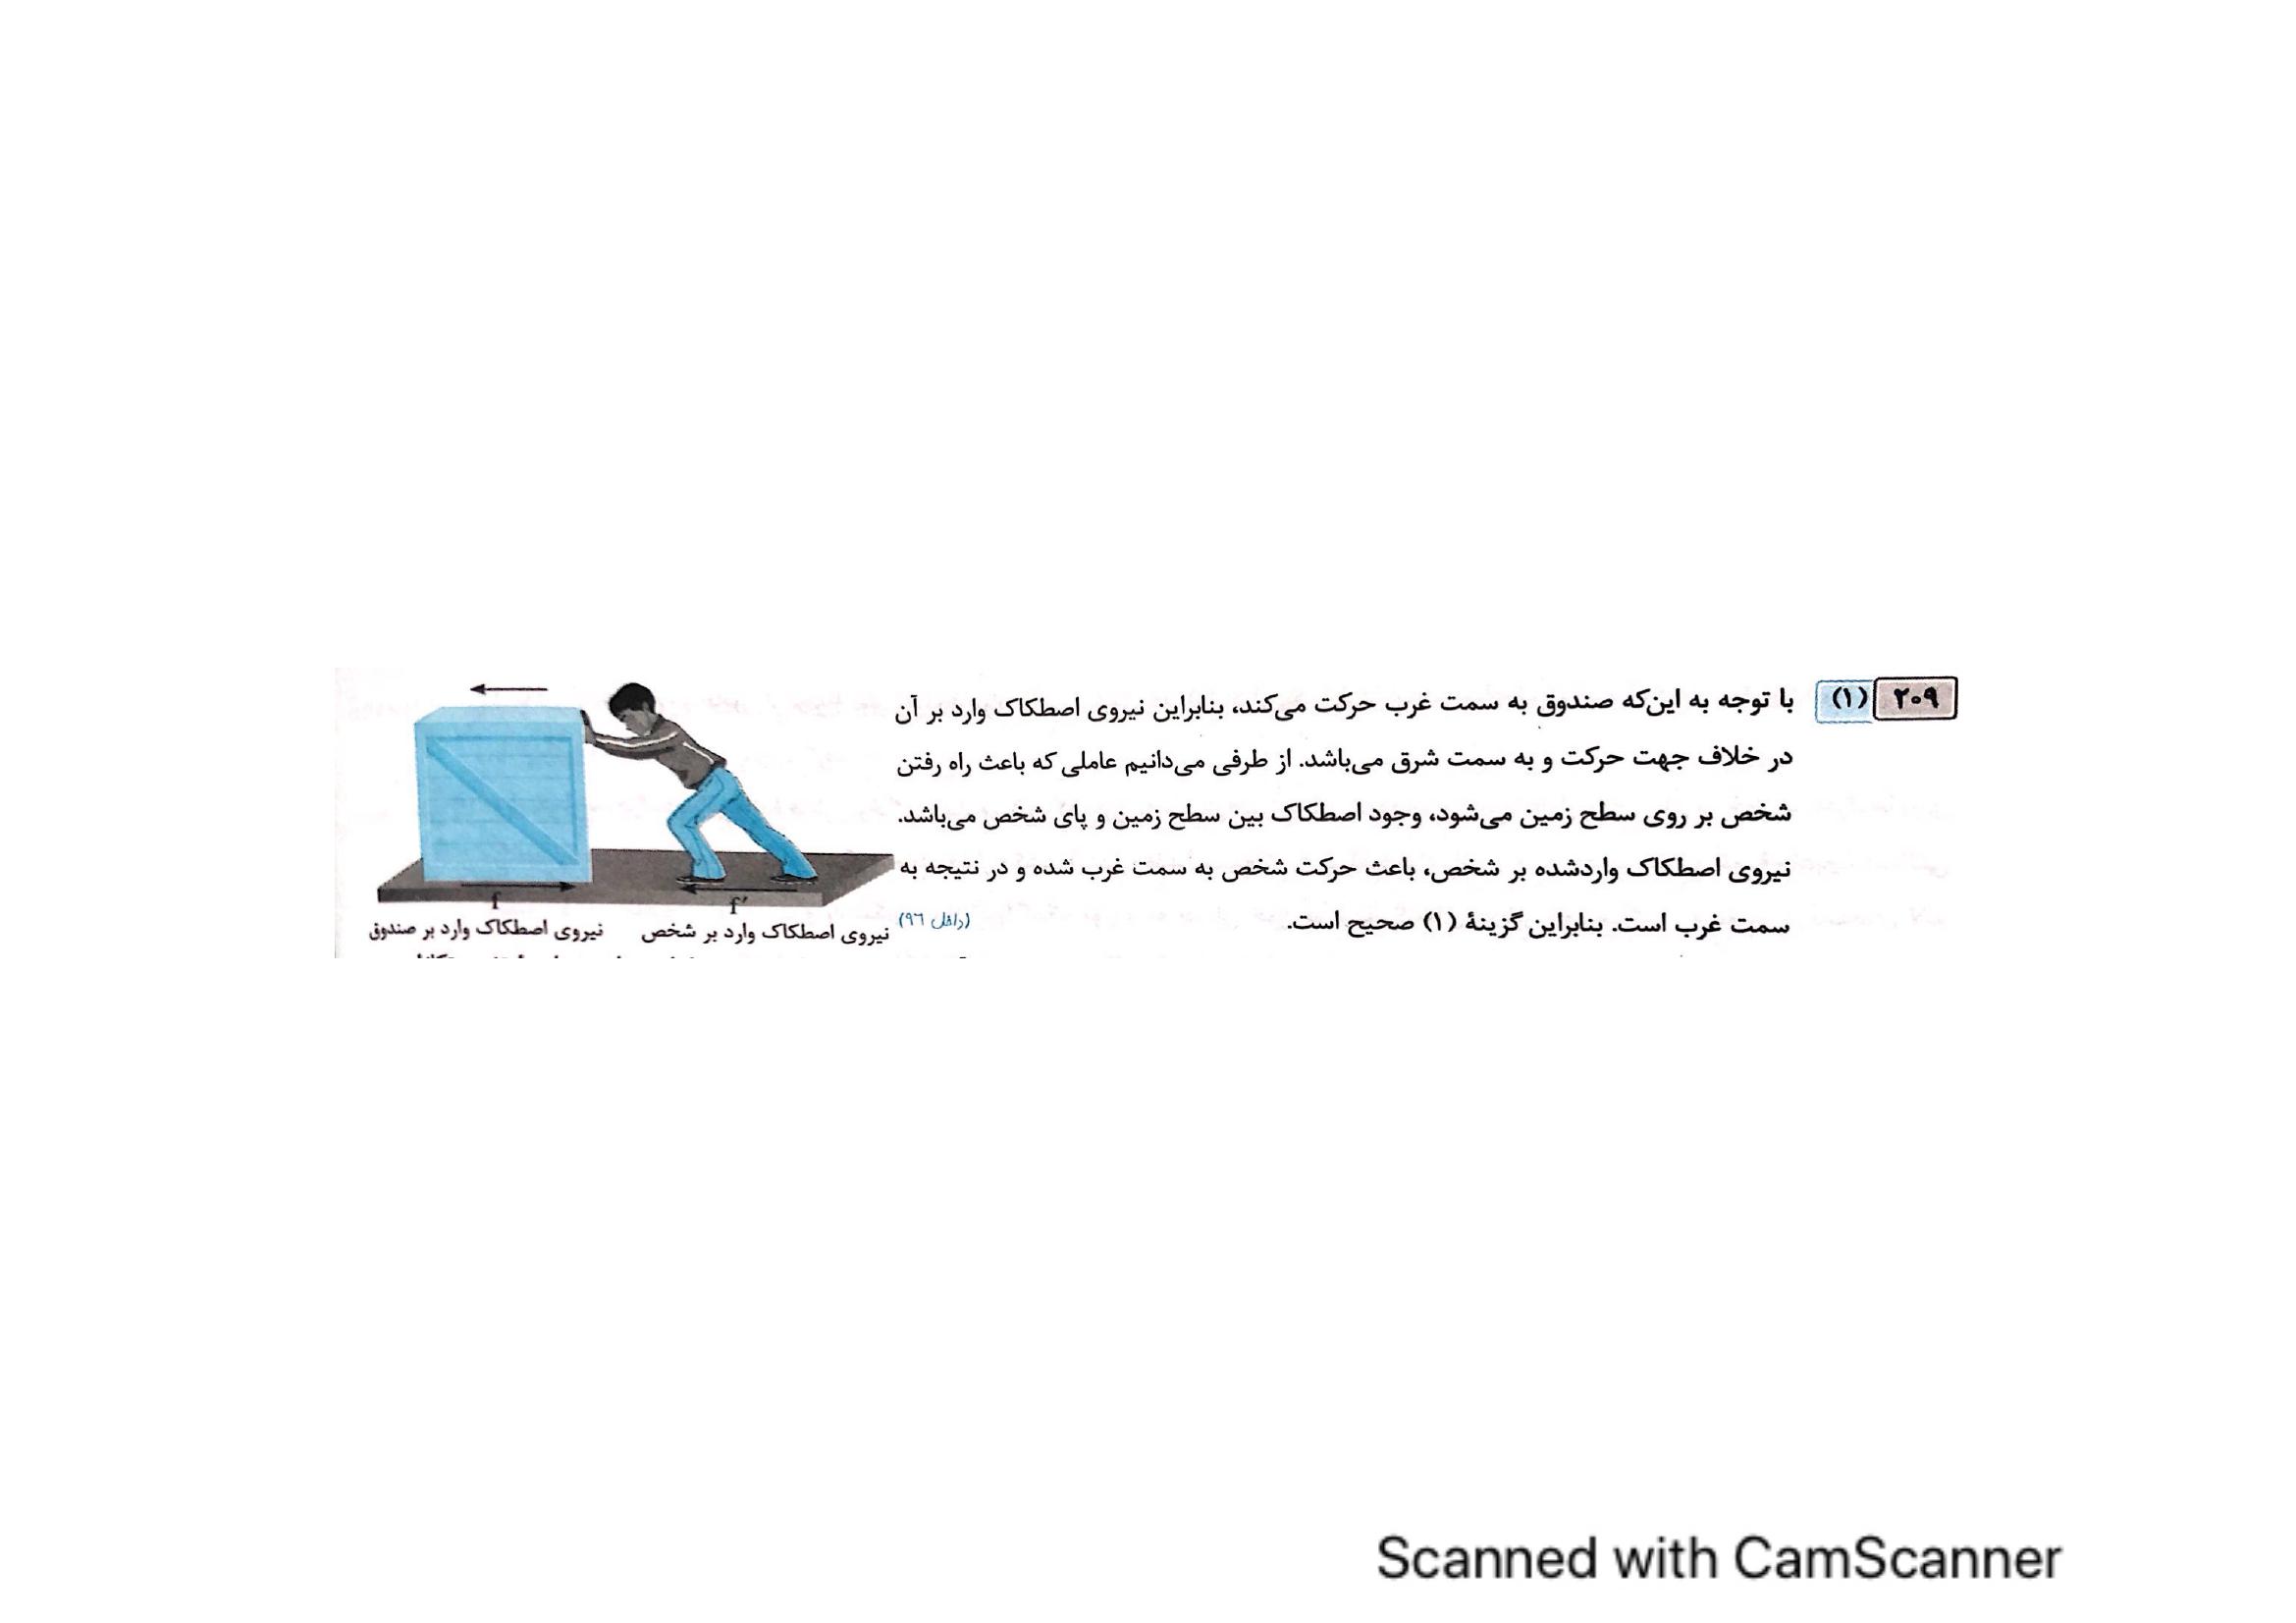 ۲۰۹ (۱) با توجه به این‌که صندوق به سمت غرب حرکت می‌کند، بنابراین نیروی اصطکاک وارد بر آن
در خلاف جهت حرکت و به سمت شرق می‌باشد. از طرفی می‌دانیم عاملی که باعث راه رفتن
شخص بر روی سطح زمین می‌شود، وجود اصطکاک بین سطح زمین و پای شخص می‌باشد.
نیروی اصطکاک واردشده بر شخص، باعث حرکت شخص به سمت غرب شده و در نتیجه به
سمت غرب است. بنابراین گزینهٔ (۱) صحیح است.
(داخل ۹۶)
f′
f
نیروی اصطکاک وارد بر شخص
نیروی اصطکاک وارد بر صندوق
Scanned with CamScanner